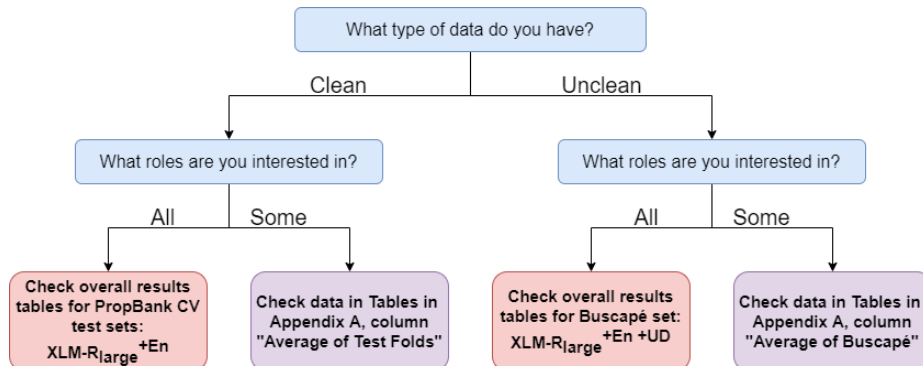 What type of data do you have?
Clean
Unclean
What roles are you interested in?
What roles are you interested in?
All
Some
All
Some
Check overall results
tables for PropBank CV
test sets:
XLM-Rlarge+En
Check data in Tables in
Appendix A, column
"Average of Test Folds"
Check overall results
tables for Buscapé set:
XLM-Rlarge+En +UD
Check data in Tables in
Appendix A, column
"Average of Buscapé"